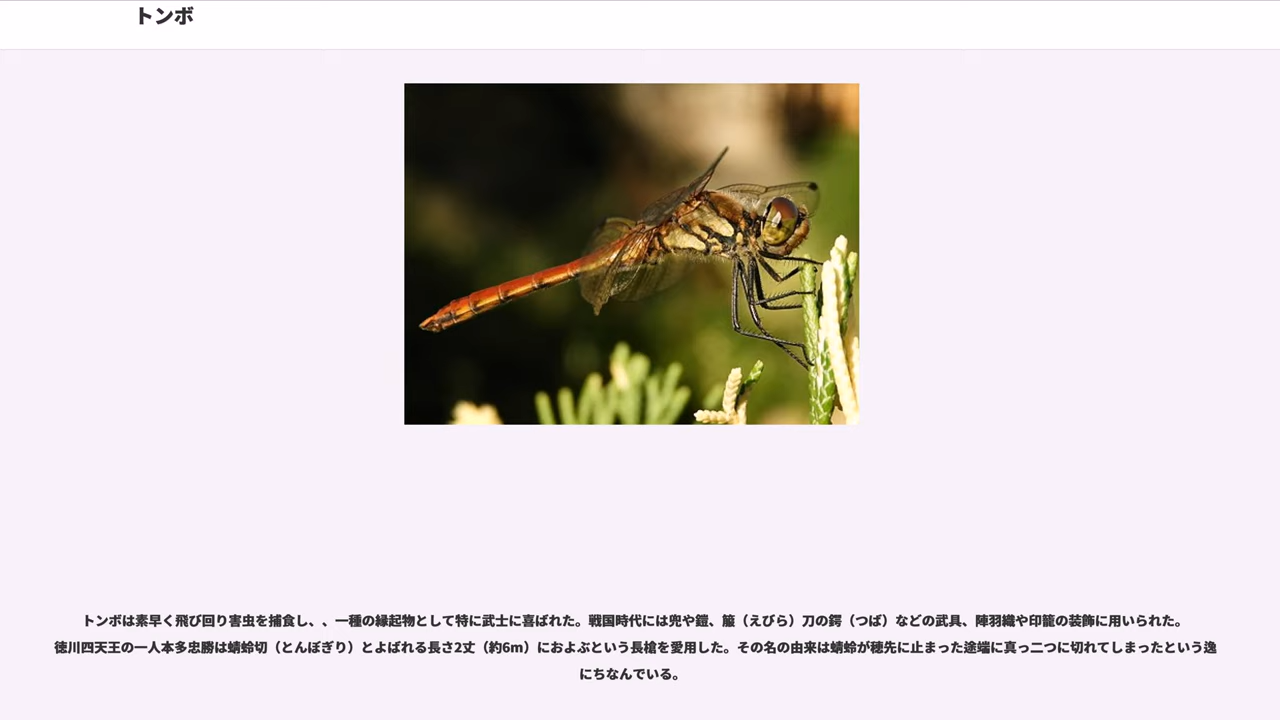 トンボ
トンボは素早く飛び回り害虫を捕食し、、一種の縁起物として特に武士に喜ばれた。戦国時代には兜や鎧、箙（えびら）刀の鍔（つば）などの武具、陣羽織や印籠の装飾に用いられた。
徳川四天王の一人本多忠勝は蜻蛉切（とんぼぎり）とよばれる長さ2丈（約6m）におよぶという長槍を愛用した。その名の由来は蜻蛉が穂先に止まった途端に真っ二つに切れてしまったという逸
にちなんでいる。